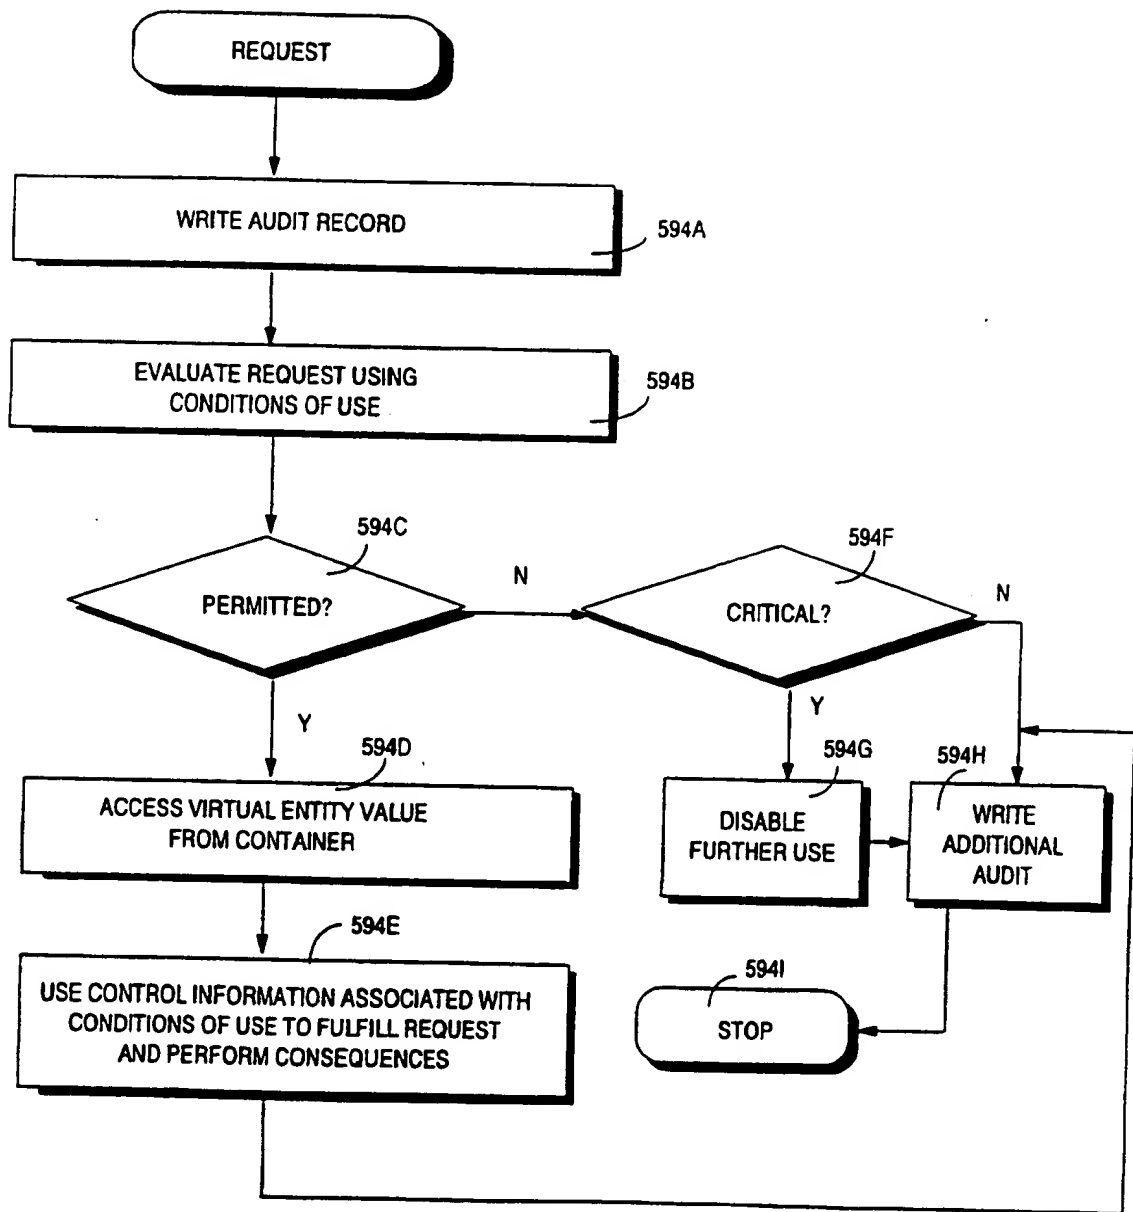 REQUEST
WRITE AUDIT RECORD
594A
EVALUATE REQUEST USING
CONDITIONS OF USE
594B
594C
PERMITTED?
N
594F
CRITICAL?
N
Y
Y
594D
ACCESS VIRTUAL ENTITY VALUE
FROM CONTAINER
594G
DISABLE
FURTHER USE
594H
WRITE
ADDITIONAL
AUDIT
594E
USE CONTROL INFORMATION ASSOCIATED WITH
CONDITIONS OF USE TO FULFILL REQUEST
AND PERFORM CONSEQUENCES
594I
STOP